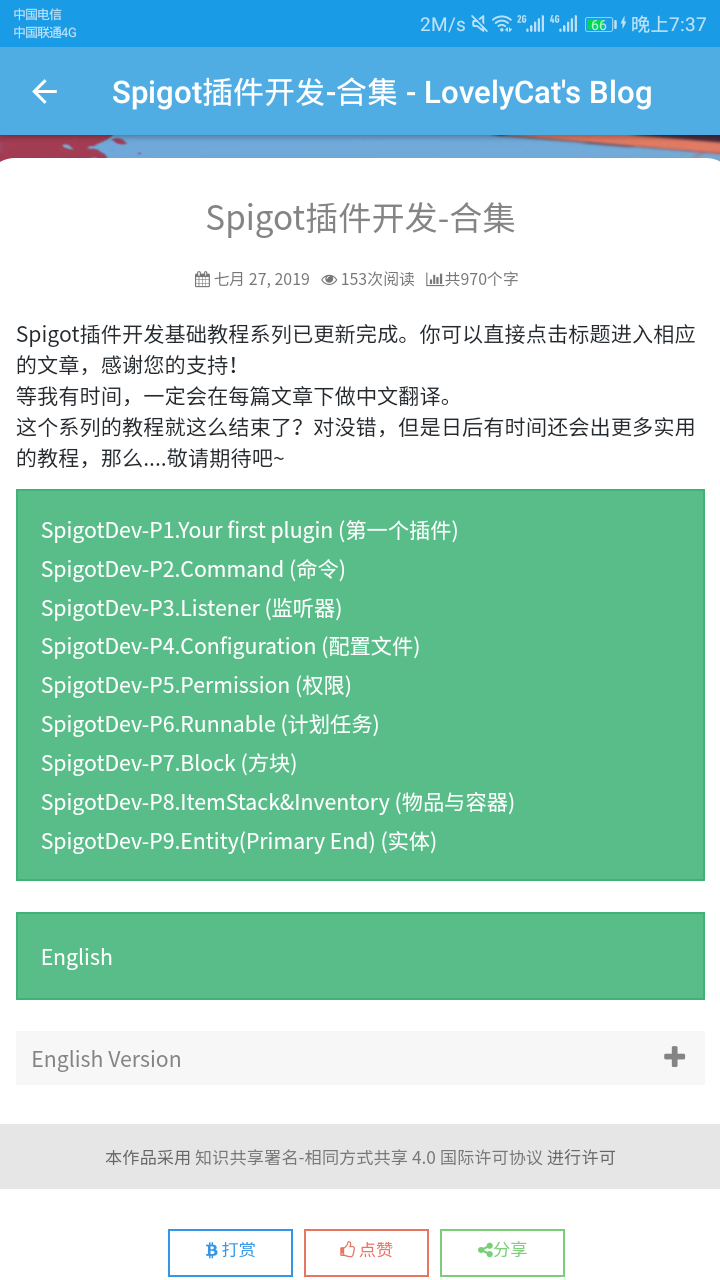 中国电信
中国联通4G
2M/s 2G 4G 66 晚上7:37
Spigot插件开发-合集 - LovelyCat's Blog
Spigot插件开发-合集
七月 27, 2019 153次阅读 共970个字
Spigot插件开发基础教程系列已更新完成。你可以直接点击标题进入相应
的文章，感谢您的支持！
等我有时间，一定会在每篇文章下做中文翻译。
这个系列的教程就这么结束了？对没错，但是日后有时间还会出更多实用
的教程，那么....敬请期待吧~
SpigotDev-P1.Your first plugin (第一个插件)
SpigotDev-P2.Command (命令)
SpigotDev-P3.Listener (监听器)
SpigotDev-P4.Configuration (配置文件)
SpigotDev-P5.Permission (权限)
SpigotDev-P6.Runnable (计划任务)
SpigotDev-P7.Block (方块)
SpigotDev-P8.ItemStack&Inventory (物品与容器)
SpigotDev-P9.Entity(Primary End) (实体)
English
English Version
本作品采用 知识共享署名-相同方式共享 4.0 国际许可协议 进行许可
打赏 点赞 分享